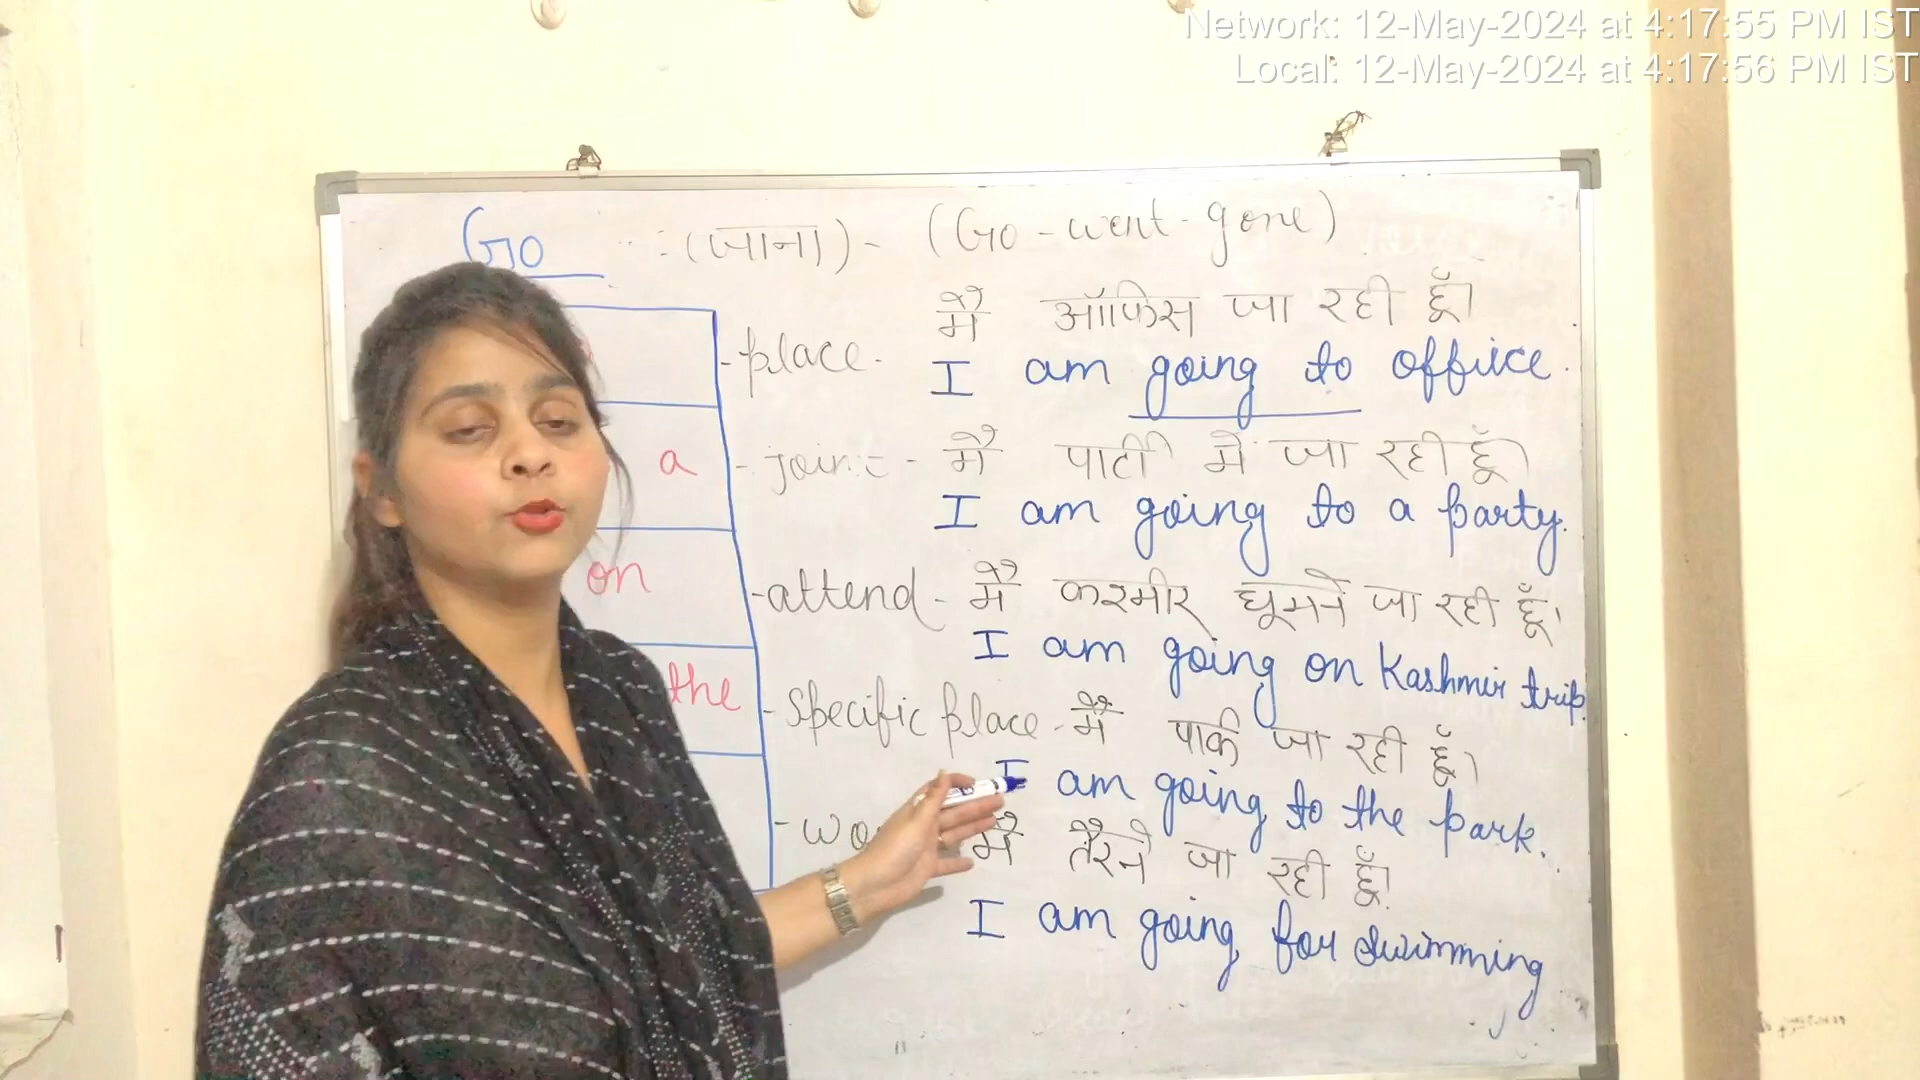 Network: 12-May-2024 at 4:17:55 PM IST
Local: 12-May-2024 at 4:17:56 PM IST
Go (जाना) - (Go - went - gone)
- place - मैं ऑफिस जा रही हूँ।
I am going to offiice.
a - join - मैं पार्टी में जा रही हूँ।
I am going to a party.
on - attend - मैं कश्मीर घूमने जा रही हूँ।
I am going on Kashmir trip.
the - Specific place - मैं पार्क जा रही हूँ।
I am going to the park.
मैं तैरने जा रही हूँ।
I am going for swimming